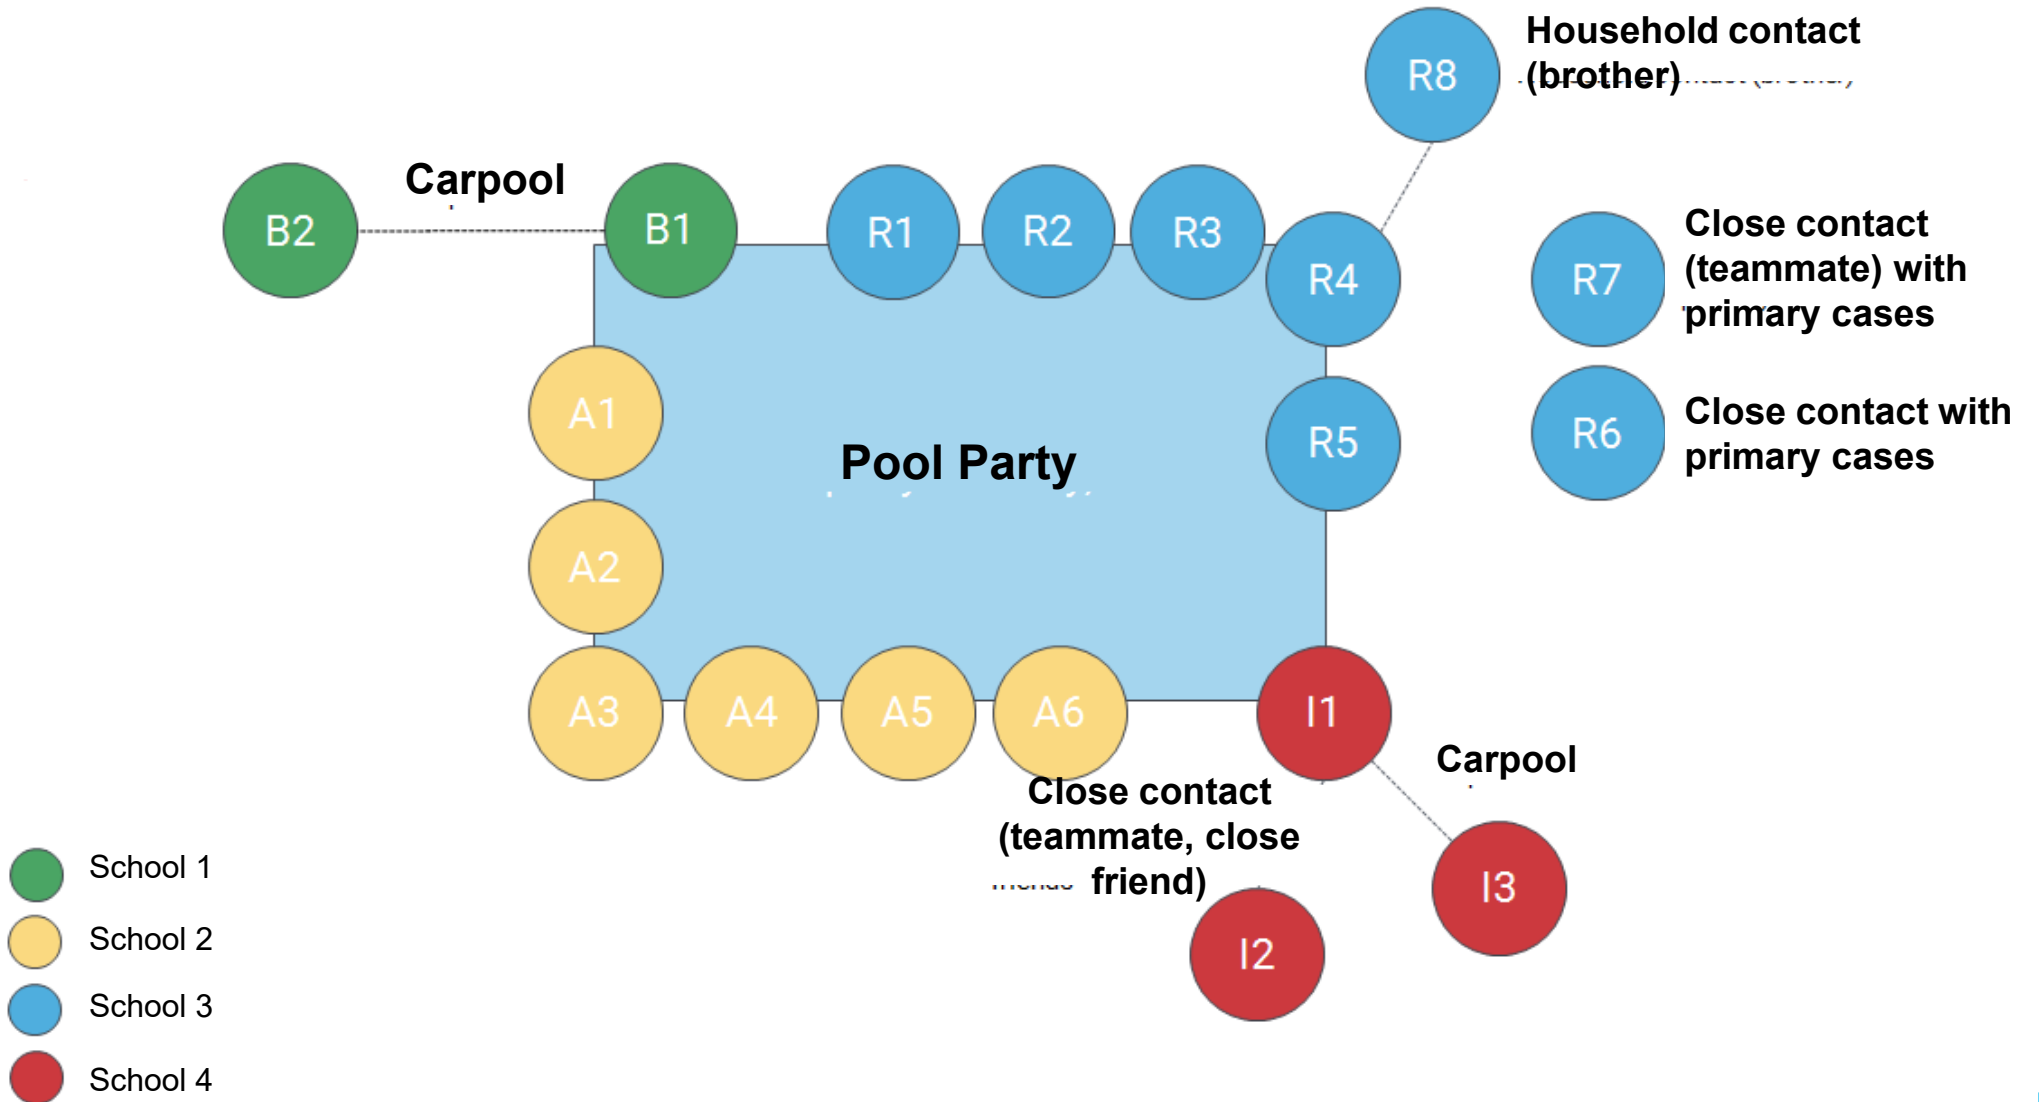 Household contact
(brother)
R8
Carpool
B2
B1
R1
R2
R3
R4
R7
Close contact
(teammate) with
primary cases
A1
R5
R6
Close contact with
primary cases
Pool Party
A2
A3
A4
A5
A6
I1
Carpool
Close contact
(teammate, close
friend)
I3
I2
School 1
School 2
School 3
School 4